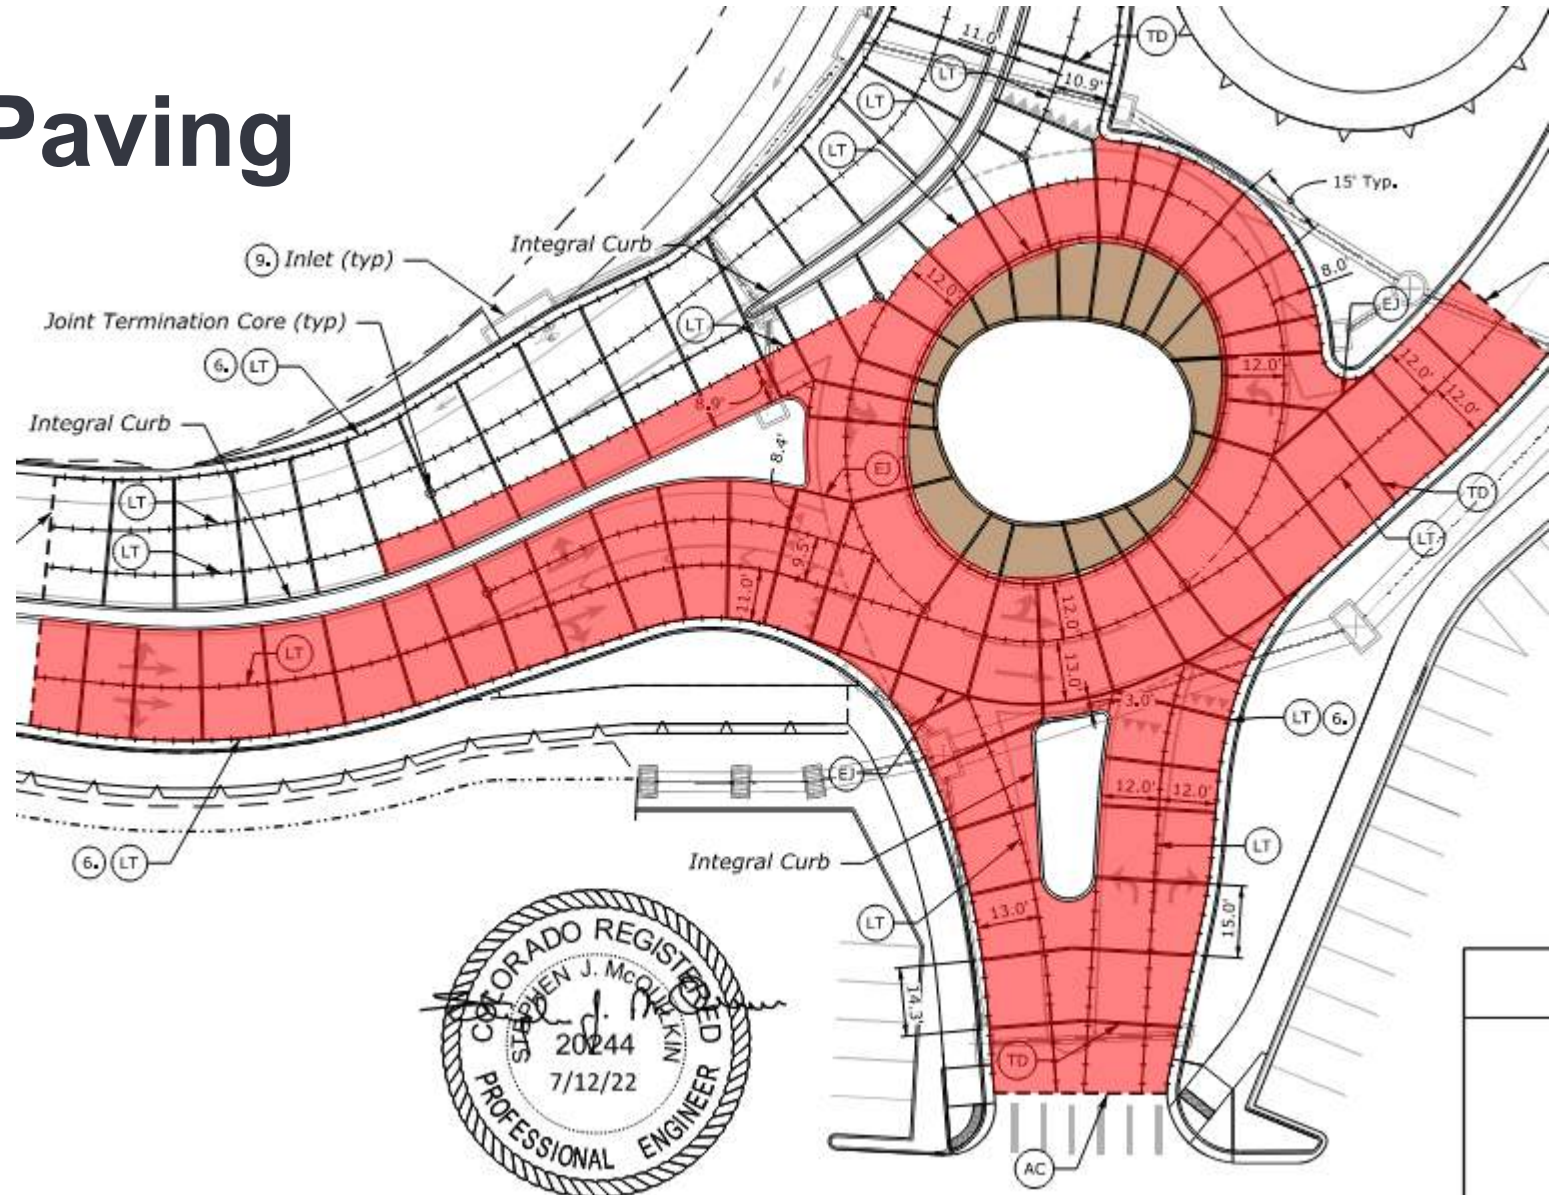 Paving
11.0'
TD
LT
10.9'
LT
LT
15' Typ.
Integral Curb
9. Inlet (typ)
8.0'
12.0'
EJ
Joint Termination Core (typ)
LT
6. LT
12.0'
12.0'
12.0'
8.9'
Integral Curb
8.4'
EJ
TD
LT
LT
LT
9.5'
11.0'
12.0'
LT
13.0'
3.0'
LT 6.
EJ
12.0' 12.0'
6. LT
Integral Curb
LT
13.0'
LT
15.0'
14.3'
COLORADO REGISTERED
STEPHEN J. McQUILKIN
20244
7/12/22
PROFESSIONAL ENGINEER
TD
AC